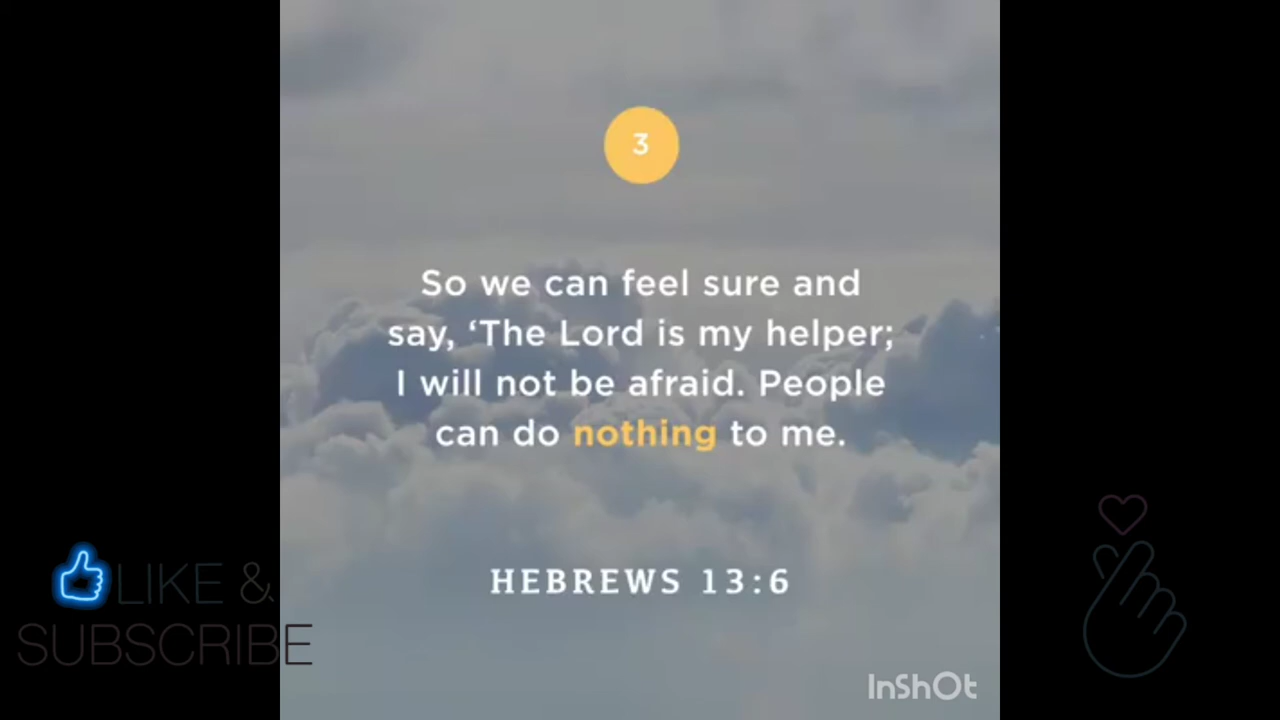 3
So we can feel sure and
say, ‘The Lord is my helper;
I will not be afraid. People
can do nothing to me.
HEBREWS 13:6
LIKE &
SUBSCRIBE
InShOt